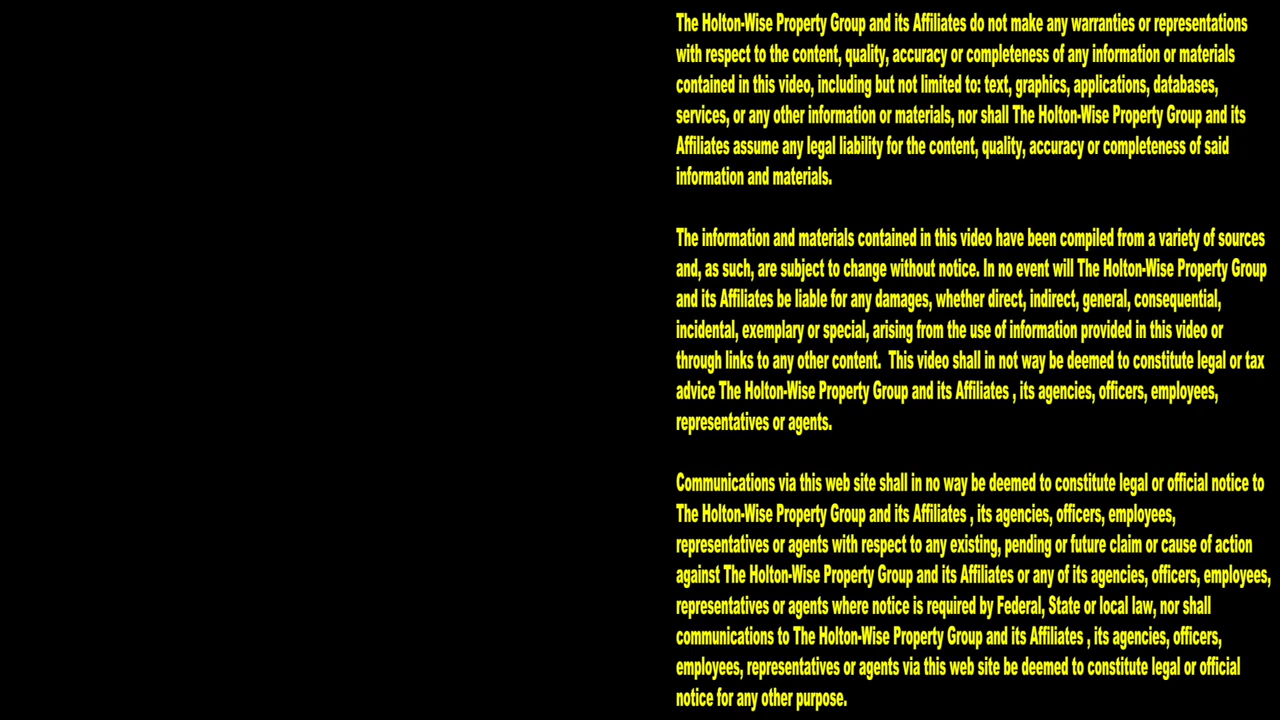 The Holton-Wise Property Group and its Affiliates do not make any warranties or representations
with respect to the content, quality, accuracy or completeness of any information or materials
contained in this video, including but not limited to: text, graphics, applications, databases,
services, or any other information or materials, nor shall The Holton-Wise Property Group and its
Affiliates assume any legal liability for the content, quality, accuracy or completeness of said
information and materials.
The information and materials contained in this video have been compiled from a variety of sources
and, as such, are subject to change without notice. In no event will The Holton-Wise Property Group
and its Affiliates be liable for any damages, whether direct, indirect, general, consequential,
incidental, exemplary or special, arising from the use of information provided in this video or
through links to any other content.  This video shall in not way be deemed to constitute legal or tax
advice The Holton-Wise Property Group and its Affiliates , its agencies, officers, employees,
representatives or agents.
Communications via this web site shall in no way be deemed to constitute legal or official notice to
The Holton-Wise Property Group and its Affiliates , its agencies, officers, employees,
representatives or agents with respect to any existing, pending or future claim or cause of action
against The Holton-Wise Property Group and its Affiliates or any of its agencies, officers, employees,
representatives or agents where notice is required by Federal, State or local law, nor shall
communications to The Holton-Wise Property Group and its Affiliates , its agencies, officers,
employees, representatives or agents via this web site be deemed to constitute legal or official
notice for any other purpose.